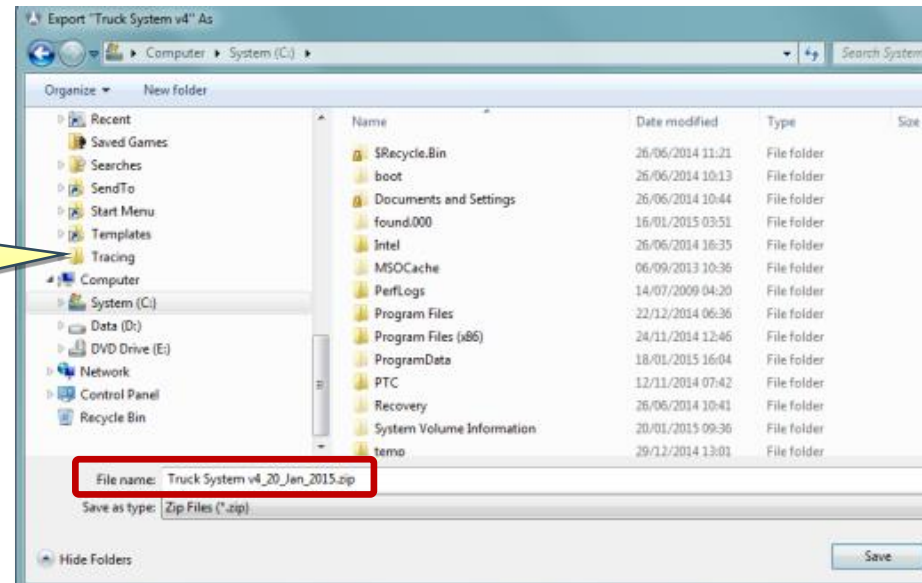 Export "Truck System v4" As
Computer System (C:)
Search System
Organize New folder
Recent
Saved Games
Searches
SendTo
Start Menu
Templates
Tracing
Computer
System (C:)
Data (D:)
DVD Drive (E:)
Network
Control Panel
Recycle Bin
Name Date modified Type Size
$Recycle.Bin 26/06/2014 11:21 File folder
boot 26/06/2014 10:13 File folder
Documents and Settings 26/06/2014 10:44 File folder
found.000 16/01/2015 03:51 File folder
Intel 26/06/2014 16:35 File folder
MSOCache 06/09/2013 10:36 File folder
PerfLogs 14/07/2009 04:20 File folder
Program Files 22/12/2014 06:36 File folder
Program Files (x86) 24/11/2014 12:46 File folder
ProgramData 18/01/2015 16:04 File folder
PTC 12/11/2014 07:42 File folder
Recovery 26/06/2014 10:41 File folder
System Volume Information 20/01/2015 09:36 File folder
temp 29/12/2014 13:01 File folder
File name: Truck System v4_20_Jan_2015.zip
Save as type: Zip Files (*.zip)
Hide Folders
Save